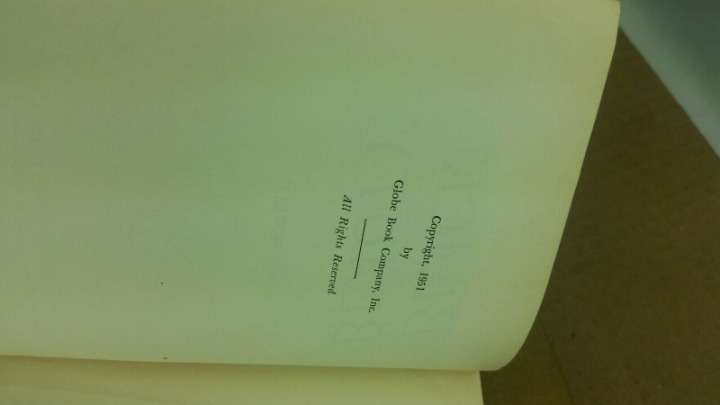 Copyright, 1951
by
Globe Book Company, Inc.
All Rights Reserved